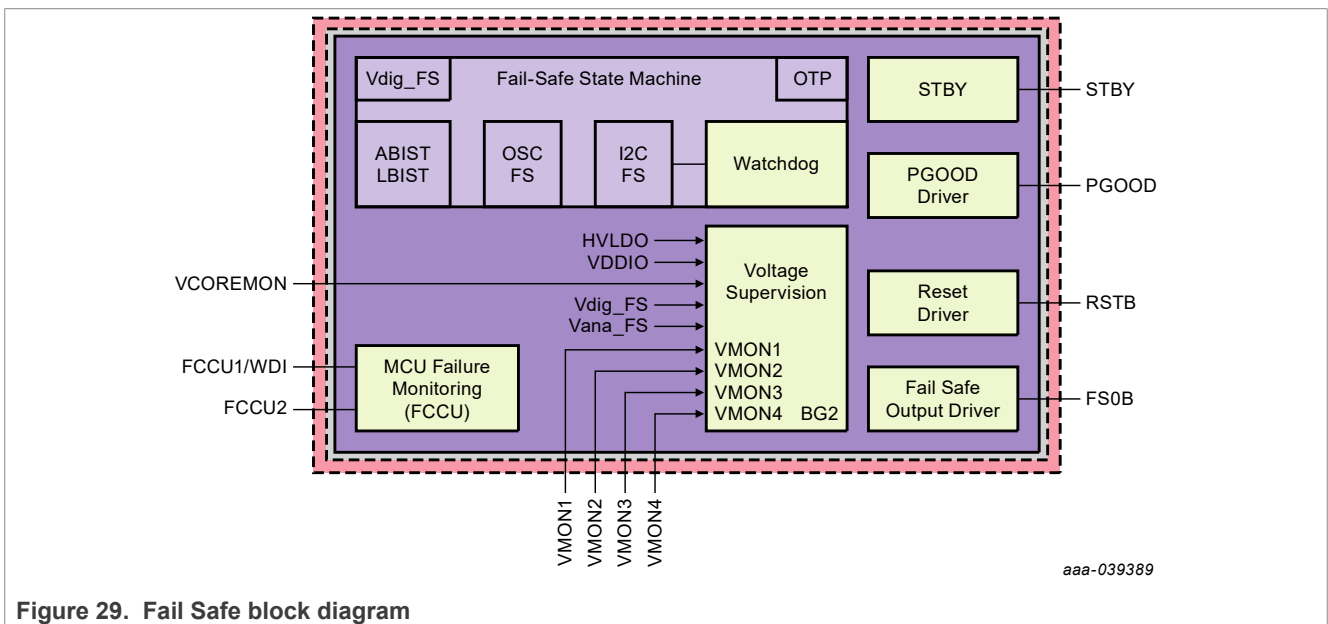 Vdig_FS
Fail-Safe State Machine
OTP
ABIST
LBIST
OSC
FS
I2C
FS
Watchdog
STBY
STBY
PGOOD
Driver
PGOOD
HVLDO
VDDIO
VCOREMON
Vdig_FS
Vana_FS
Voltage
Supervision
VMON1
VMON2
VMON3
VMON4 BG2
Reset
Driver
RSTB
FCCU1/WDI
FCCU2
MCU Failure
Monitoring
(FCCU)
Fail Safe
Output Driver
FS0B
VMON1
VMON2
VMON3
VMON4
aaa-039389
Figure 29. Fail Safe block diagram